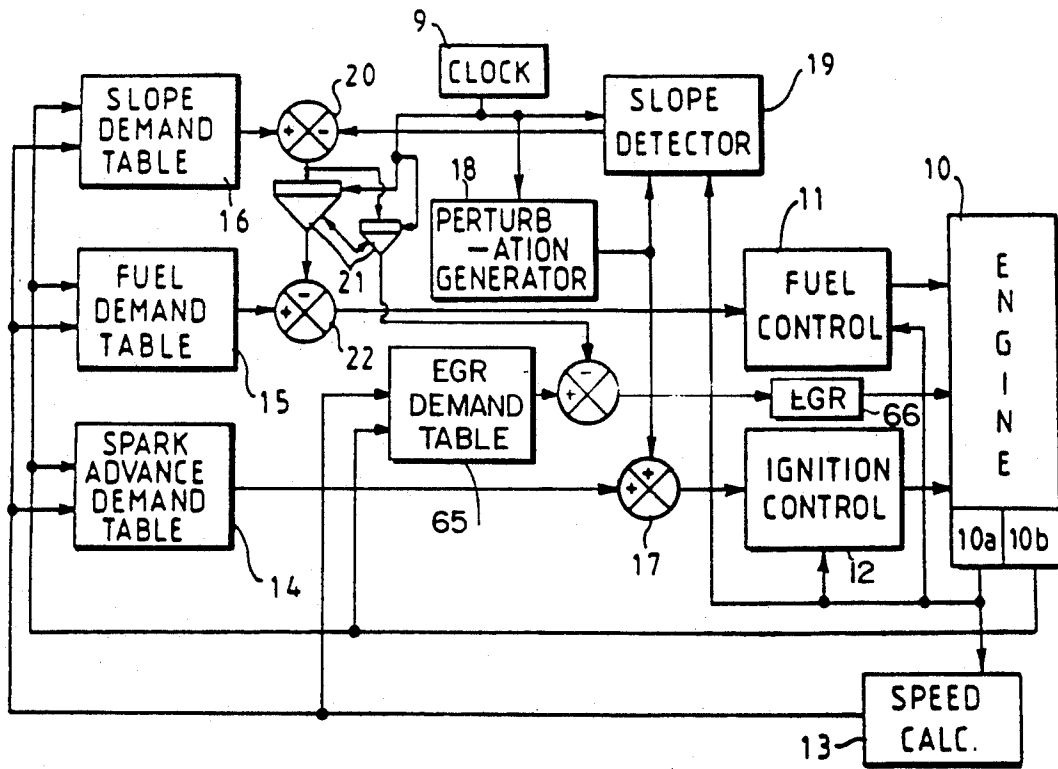 9
CLOCK
20
SLOPE
DEMAND
TABLE
16
+
-
SLOPE
DETECTOR
19
18
PERTURB
-ATION
GENERATOR
10
ENGINE
10a
10b
11
FUEL
CONTROL
21
FUEL
DEMAND
TABLE
15
-
+
22
EGR
DEMAND
TABLE
65
-
+
EGR
66
SPARK
ADVANCE
DEMAND
TABLE
14
+
+
17
IGNITION
CONTROL
12
SPEED
CALC.
13